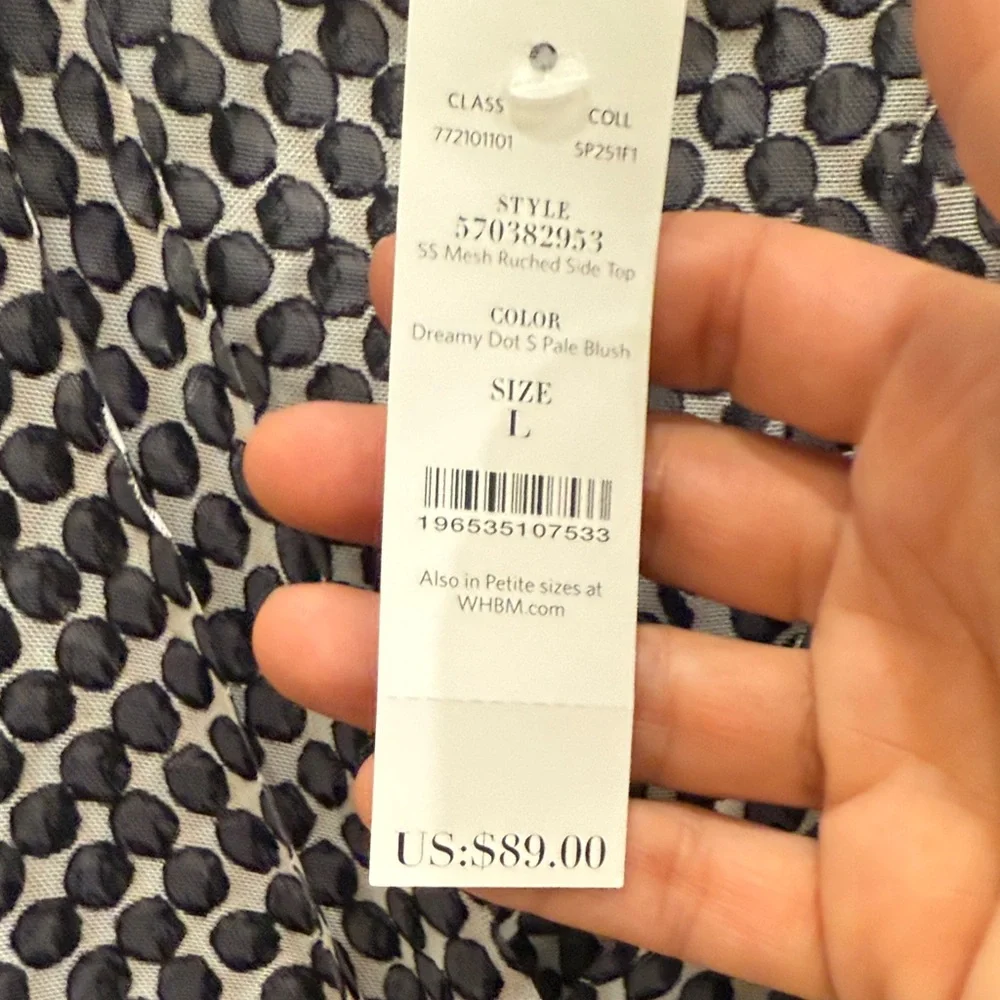 CLASS COLL
772101101 SP251F1
STYLE
570382953
SS Mesh Ruched Side Top
COLOR
Dreamy Dot S Pale Blush
SIZE
L
196535107533
Also in Petite sizes at
WHBM.com
US:$89.00